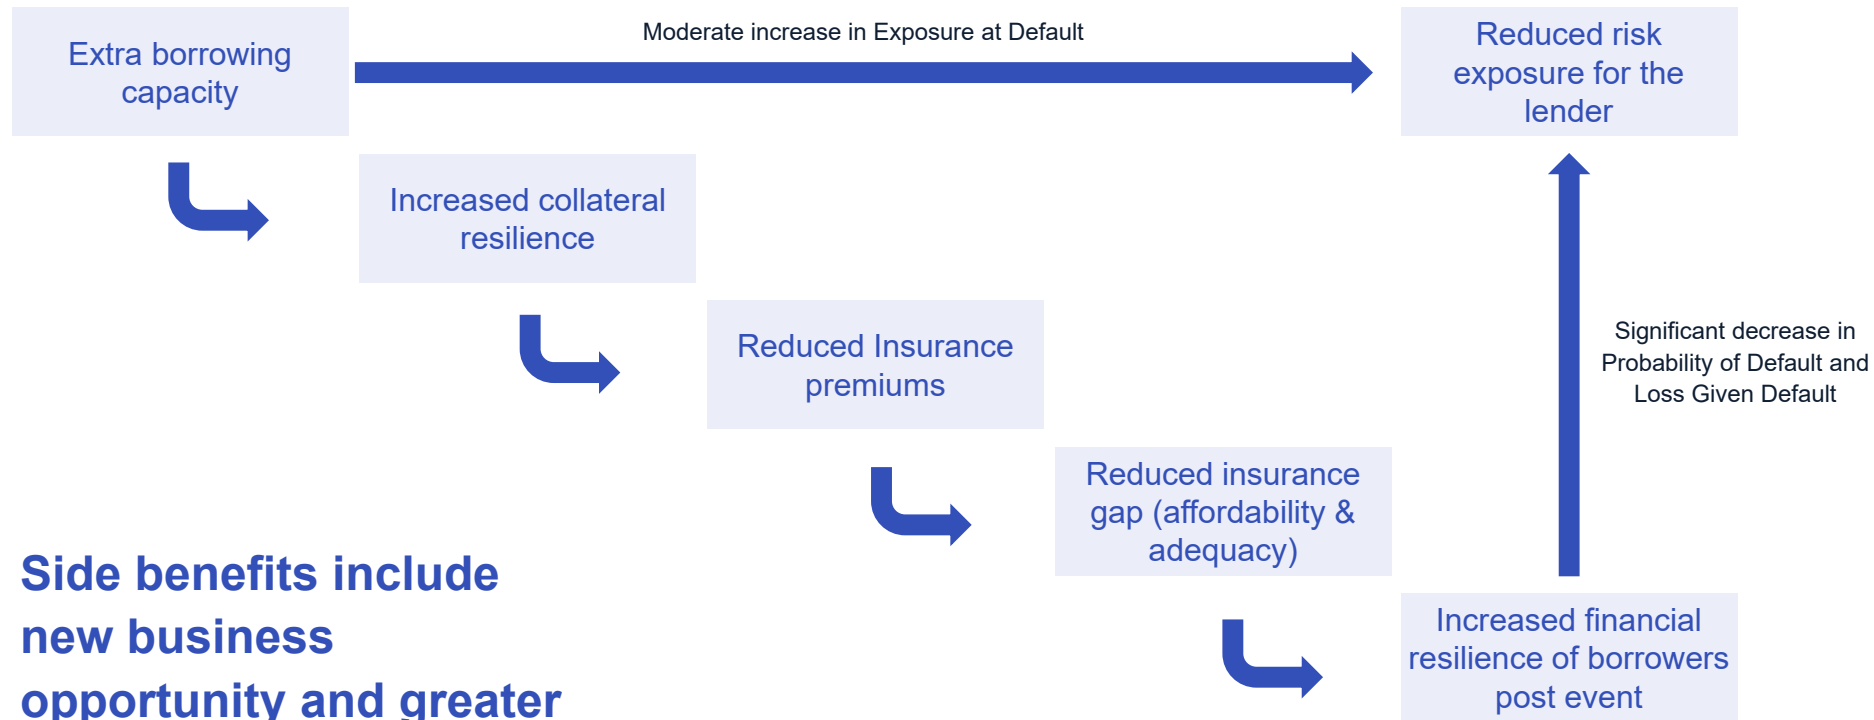 Extra borrowing
capacity
Moderate increase in Exposure at Default
Reduced risk
exposure for the
lender
Increased collateral
resilience
Reduced Insurance
premiums
Significant decrease in
Probability of Default and
Loss Given Default
Reduced insurance
gap (affordability &
adequacy)
Side benefits include
new business
opportunity and greater
Increased financial
resilience of borrowers
post event